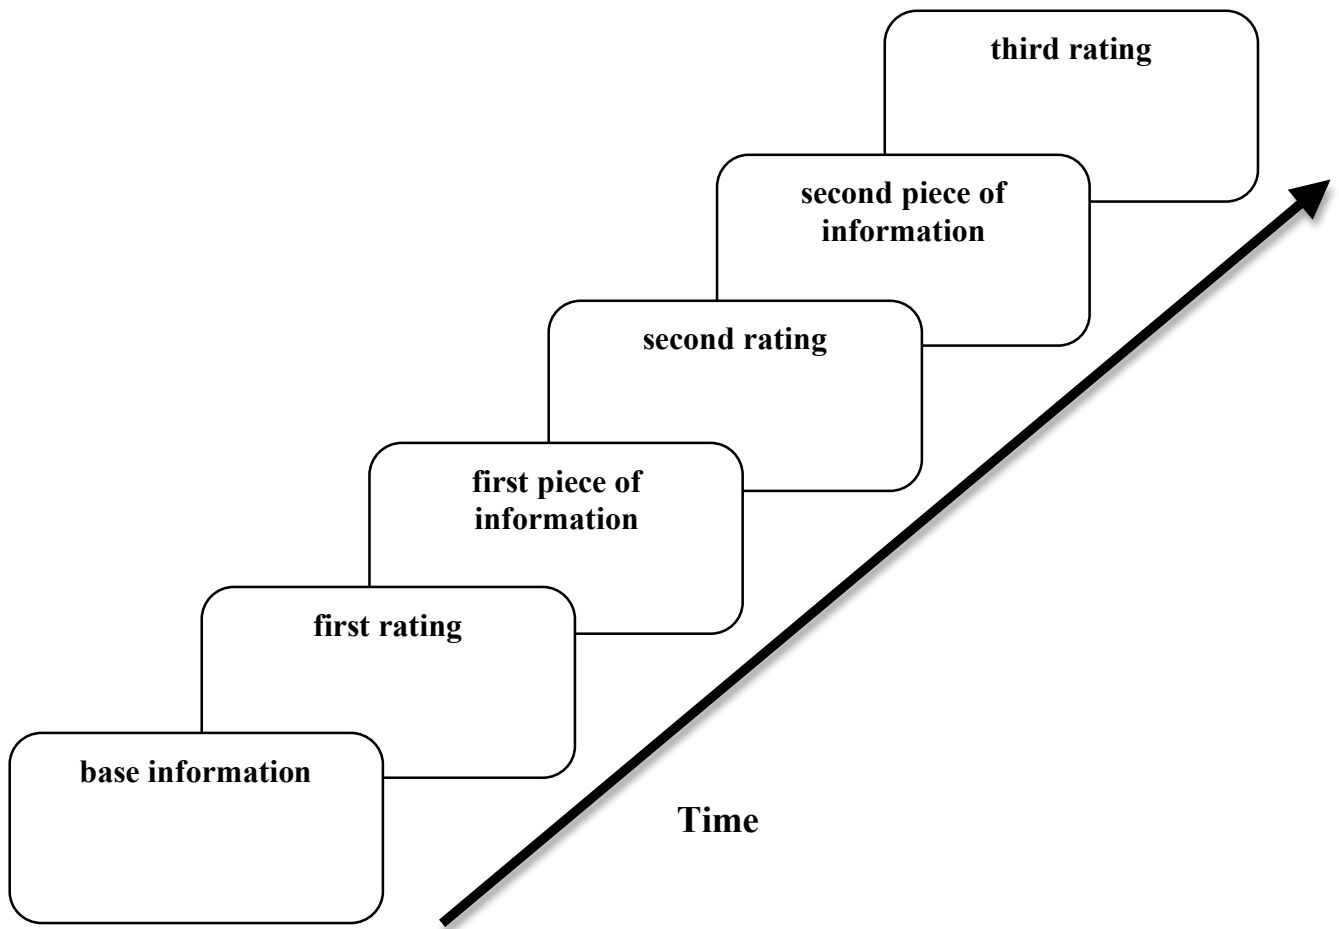 third rating
second piece of
information
second rating
first piece of
information
first rating
base information
Time